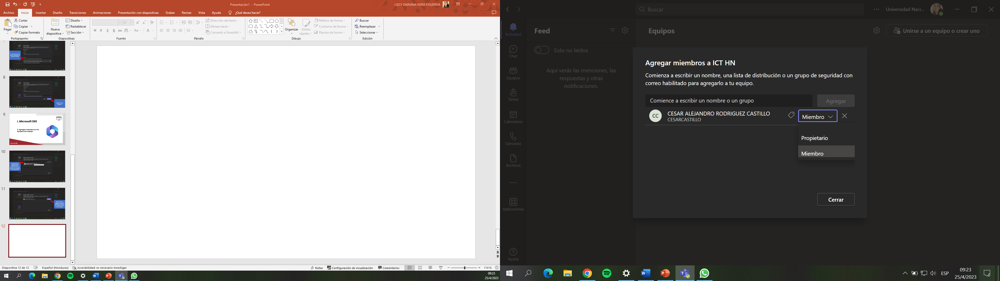 Presentación1 - PowerPoint
LISCY DARIANA VIERA FIGUEROA
Archivo Inicio Insertar Diseño Transiciones Animaciones Presentación con diapositivas Grabar Revisar Vista Ayuda ¿Qué desea hacer?
Pegar
Cortar
Copiar
Copiar formato
Portapapeles
Nueva diapositiva
Diseño
Restablecer
Sección
Diapositivas
18
N K S S abc AV Aa A
Fuente
Dirección del texto
Alinear texto
Convertir a SmartArt
Párrafo
Organizar
Estilos rápidos
Relleno de forma
Contorno de forma
Efectos de forma
Dibujo
Buscar
Reemplazar
Seleccionar
Edición
8
9
I. Microsoft 365
2. Agregar miembros a los
equipos de trabajo.
10
11
12
Diapositiva 12 de 12 Español (Honduras) Accesibilidad: es necesario investigar
Notas Configuración de visualización Comentarios 114 %
09:23
25/4/2023
Buscar
Universidad Naci...
Actividad
Chat
Equipos
Tareas
Calendario
Llamadas
Archivos
Aplicaciones
Ayuda
Feed
Solo no leídos
Aquí verás las menciones, las
respuestas y otras
notificaciones.
Equipos
Unirse a un equipo o crear uno
Agregar miembros a ICT HN
Comienza a escribir un nombre, una lista de distribución o un grupo de seguridad con
correo habilitado para agregarlo a tu equipo.
Comience a escribir un nombre o un grupo
Agregar
CC
CESAR ALEJANDRO RODRIGUEZ CASTILLO
CESARCASTILLO
Miembro
Propietario
Miembro
Cerrar
ESP
09:23
25/4/2023